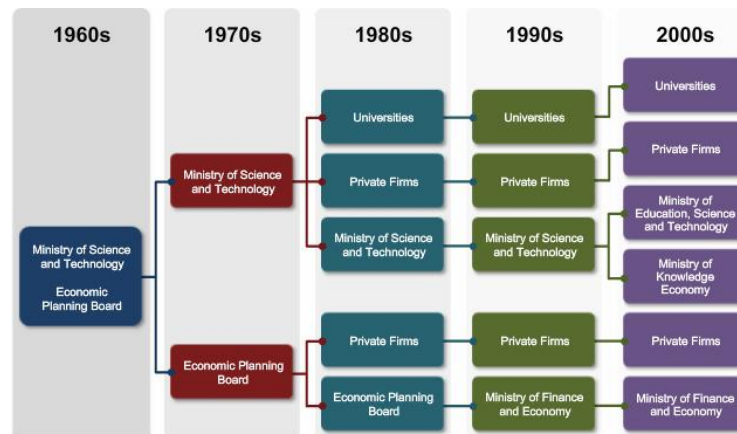 1960s
1970s
1980s
1990s
2000s
Ministry of Science
and Technology
Economic
Planning Board
Ministry of Science
and Technology
Economic Planning
Board
Universities
Private Firms
Ministry of Science
and Technology
Private Firms
Economic Planning
Board
Universities
Private Firms
Ministry of Science
and Technology
Private Firms
Ministry of Finance
and Economy
Universities
Private Firms
Ministry of
Education, Science
and Technology
Ministry of
Knowledge
Economy
Private Firms
Ministry of Finance
and Economy